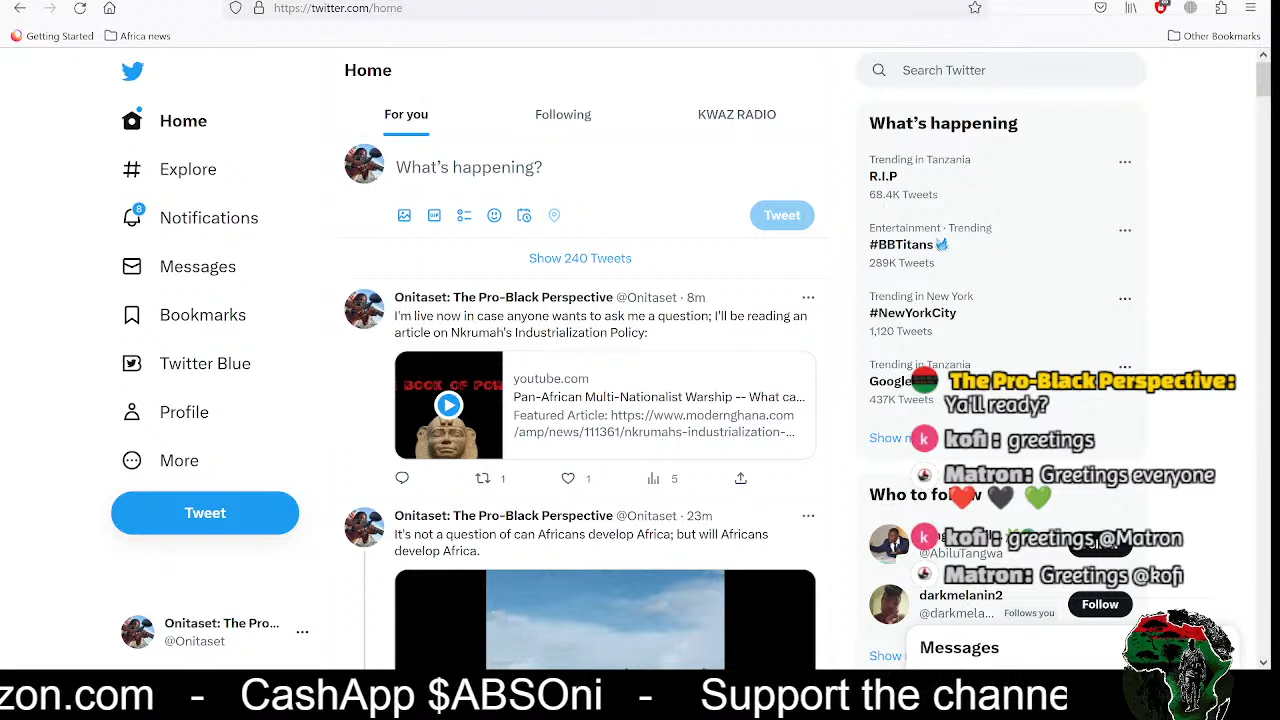 https://twitter.com/home
Getting Started
Africa news
Other Bookmarks
Home
Explore
8
Notifications
Messages
Bookmarks
Twitter Blue
Profile
More
Tweet
Onitaset: The Pro...
@Onitaset
Home
For you
Following
KWAZ RADIO
What's happening?
GIF
Tweet
Show 240 Tweets
Onitaset: The Pro-Black Perspective @Onitaset · 8m
I'm live now in case anyone wants to ask me a question; I'll be reading an
article on Nkrumah's Industrialization Policy:
youtube.com
Pan-African Multi-Nationalist Warship -- What ca...
Featured Article: https://www.modernghana.com
/amp/news/111361/nkrumahs-industrialization-...
1
1
5
Onitaset: The Pro-Black Perspective @Onitaset · 23m
It's not a question of can Africans develop Africa; but will Africans
develop Africa.
Search Twitter
What's happening
Trending in Tanzania
R.I.P
68.4K Tweets
Entertainment · Trending
#BBTitans
289K Tweets
Trending in New York
#NewYorkCity
1,120 Tweets
Trending in Tanzania
Google
437K Tweets
Show
Who to follow
@AbiluTangwa
darkmelanin2
@darkmela... Follows you
Follow
Show
Messages
The Pro-Black Perspective:
Ya'll ready?
kofi : greetings
Matron: Greetings everyone
❤️ 🖤 💚
kofi : greetings @Matron
Matron: Greetings @kofi
zon.com - CashApp $ABSOni - Support the channe